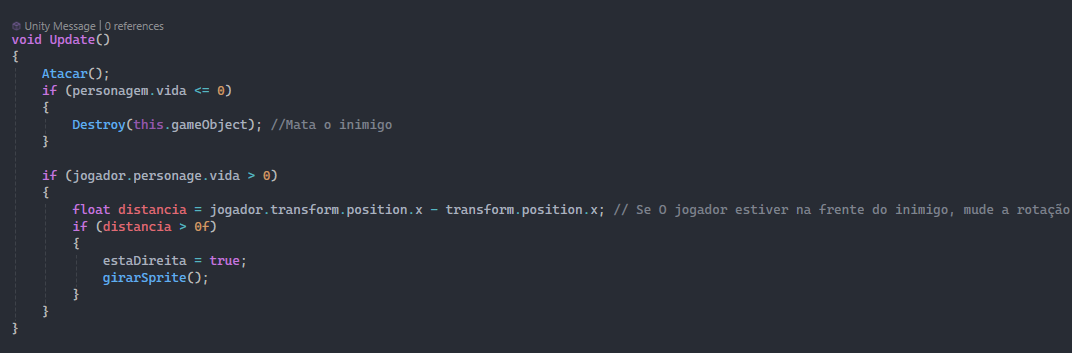 Unity Message | 0 references
void Update()
{
    Atacar();
    if (personagem.vida <= 0)
    {
        Destroy(this.gameObject); //Mata o inimigo
    }

    if (jogador.personage.vida > 0)
    {
        float distancia = jogador.transform.position.x - transform.position.x; // Se O jogador estiver na frente do inimigo, mude a rotação
        if (distancia > 0f)
        {
            estaDireita = true;
            girarSprite();
        }
    }
}